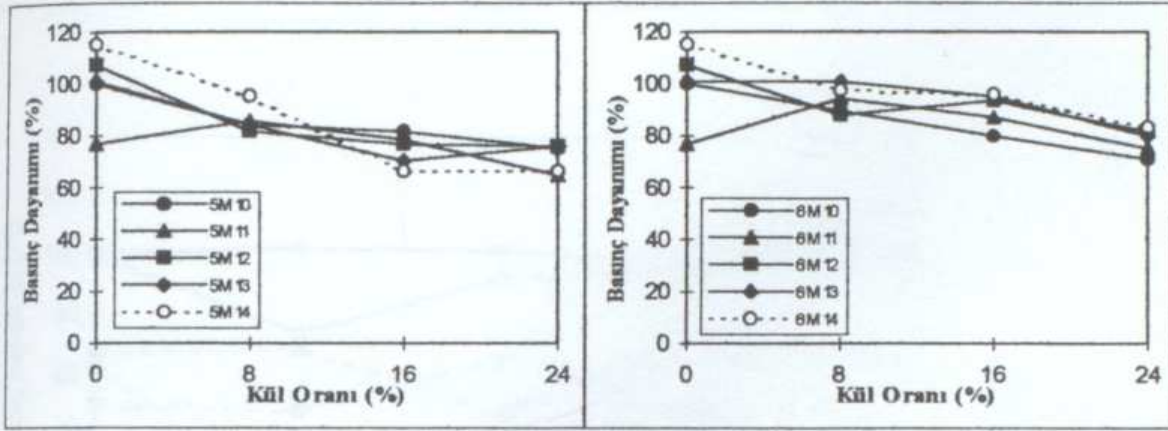 120
100
80
60
40
20
0
Basınç Dayanımı (%)
5M 10
5M 11
5M 12
5M 13
5M 14
0 8 16 24
Kül Oranı (%)
120
100
80
60
40
20
0
Basınç Dayanımı (%)
6M 10
6M 11
6M 12
6M 13
6M 14
0 8 16 24
Kül Oranı (%)